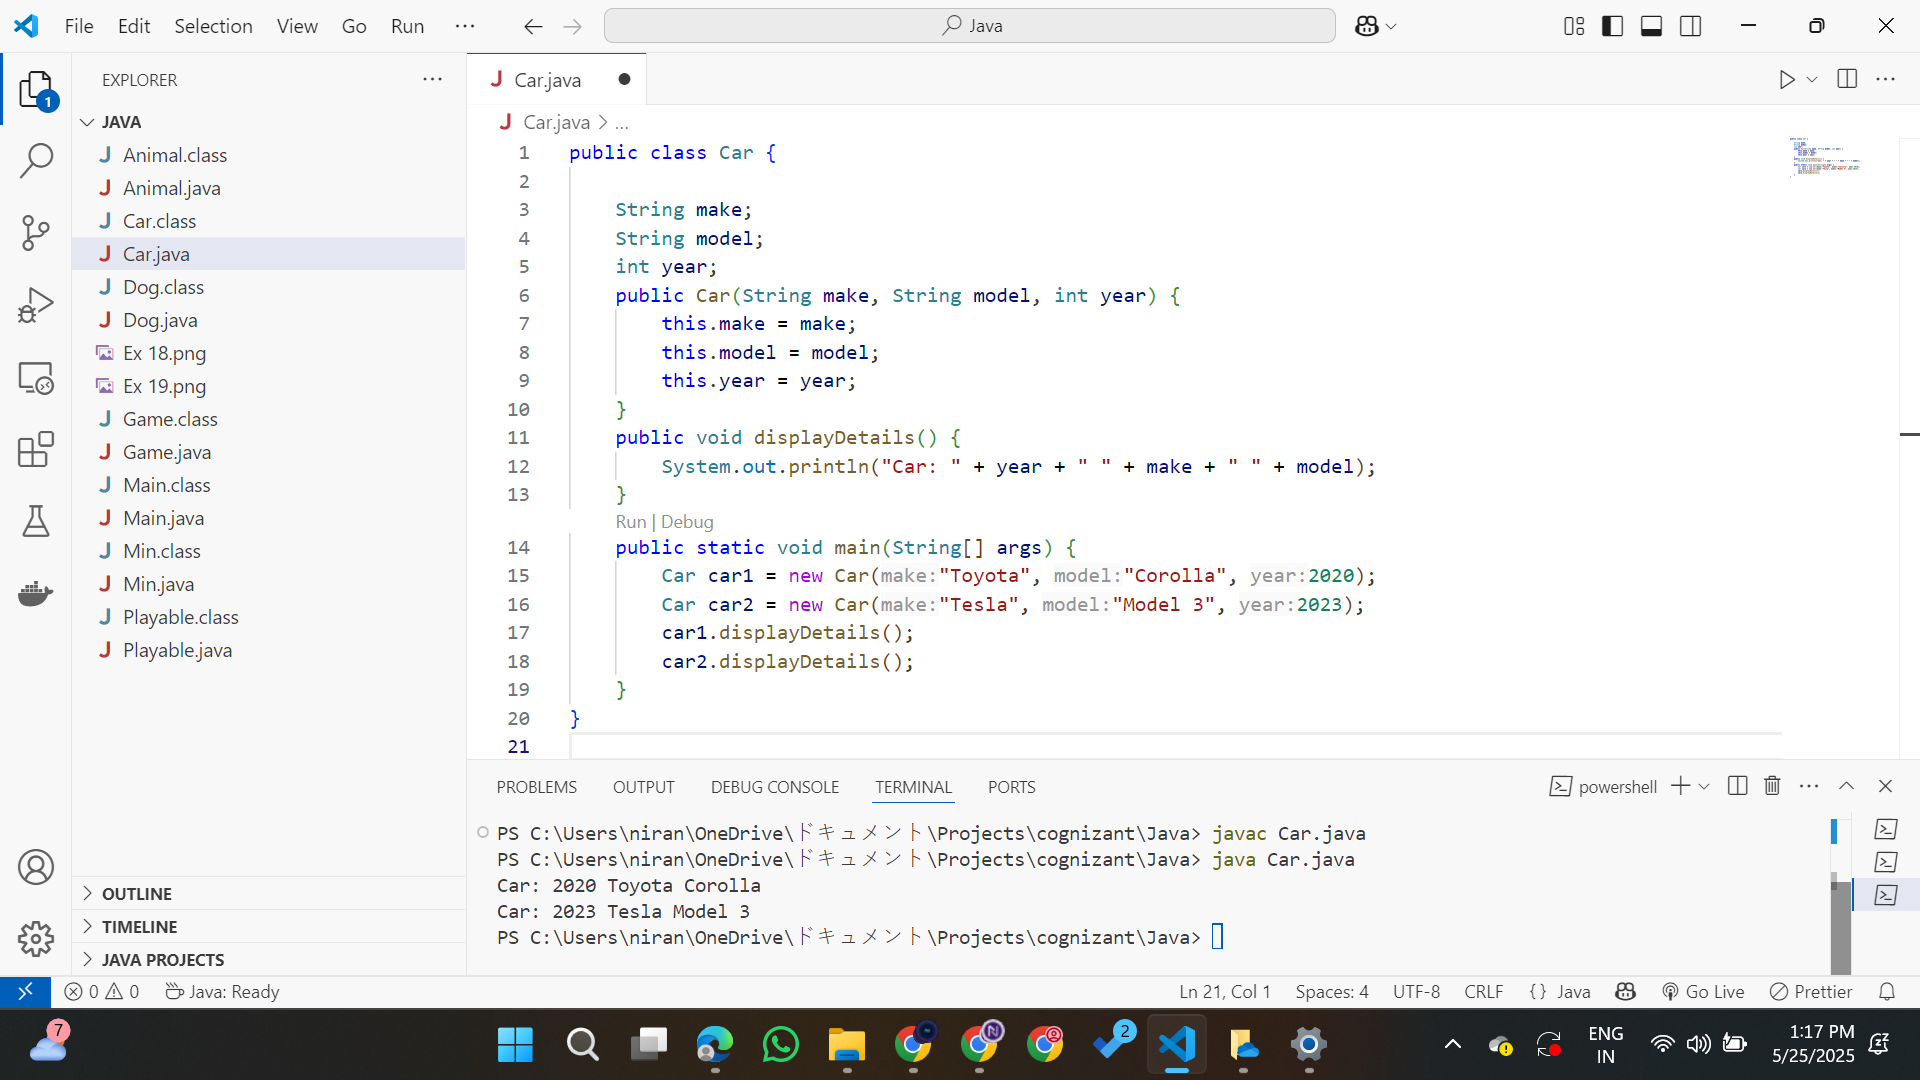 File Edit Selection View Go Run ··· Java
EXPLORER ···
JAVA
Animal.class
Animal.java
Car.class
Car.java
Dog.class
Dog.java
Ex 18.png
Ex 19.png
Game.class
Game.java
Main.class
Main.java
Min.class
Min.java
Playable.class
Playable.java
OUTLINE
TIMELINE
JAVA PROJECTS
1
J Car.java
J Car.java > ...
1 public class Car {
2
3 String make;
4 String model;
5 int year;
6 public Car(String make, String model, int year) {
7 this.make = make;
8 this.model = model;
9 this.year = year;
10 }
11 public void displayDetails() {
12 System.out.println("Car: " + year + " " + make + " " + model);
13 }
Run | Debug
14 public static void main(String[] args) {
15 Car car1 = new Car(make:"Toyota", model:"Corolla", year:2020);
16 Car car2 = new Car(make:"Tesla", model:"Model 3", year:2023);
17 car1.displayDetails();
18 car2.displayDetails();
19 }
20 }
21
PROBLEMS OUTPUT DEBUG CONSOLE TERMINAL PORTS powershell
PS C:\Users\niran\OneDrive\ドキュメント\Projects\cognizant\Java> javac Car.java
PS C:\Users\niran\OneDrive\ドキュメント\Projects\cognizant\Java> java Car.java
Car: 2020 Toyota Corolla
Car: 2023 Tesla Model 3
PS C:\Users\niran\OneDrive\ドキュメント\Projects\cognizant\Java>
0 0 Java: Ready Ln 21, Col 1 Spaces: 4 UTF-8 CRLF {} Java Go Live Prettier
7 N 2 ENG 1:17 PM
IN 5/25/2025